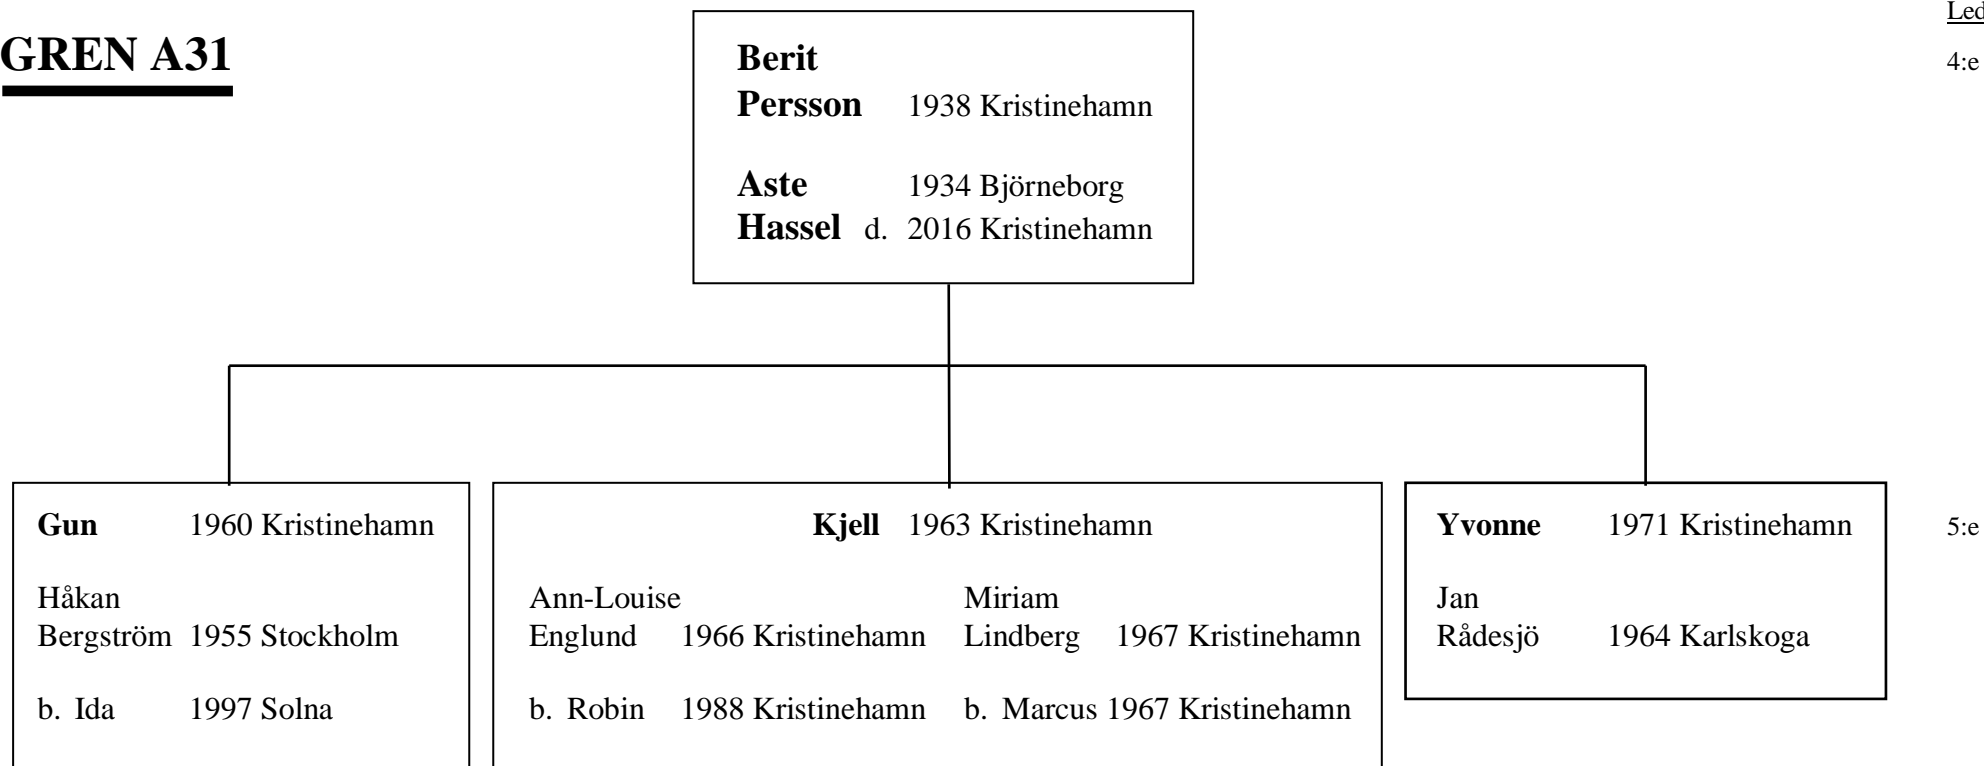 Led
GREN A31
Berit
4:e
Persson 1938 Kristinehamn
Aste 1934 Björneborg
Hassel d. 2016 Kristinehamn
Gun 1960 Kristinehamn
Håkan
Bergström 1955 Stockholm
b. Ida 1997 Solna
Kjell 1963 Kristinehamn
Ann-Louise
Englund 1966 Kristinehamn
b. Robin 1988 Kristinehamn
Miriam
Lindberg 1967 Kristinehamn
b. Marcus 1967 Kristinehamn
Yvonne 1971 Kristinehamn
Jan
Rådesjö 1964 Karlskoga
5:e